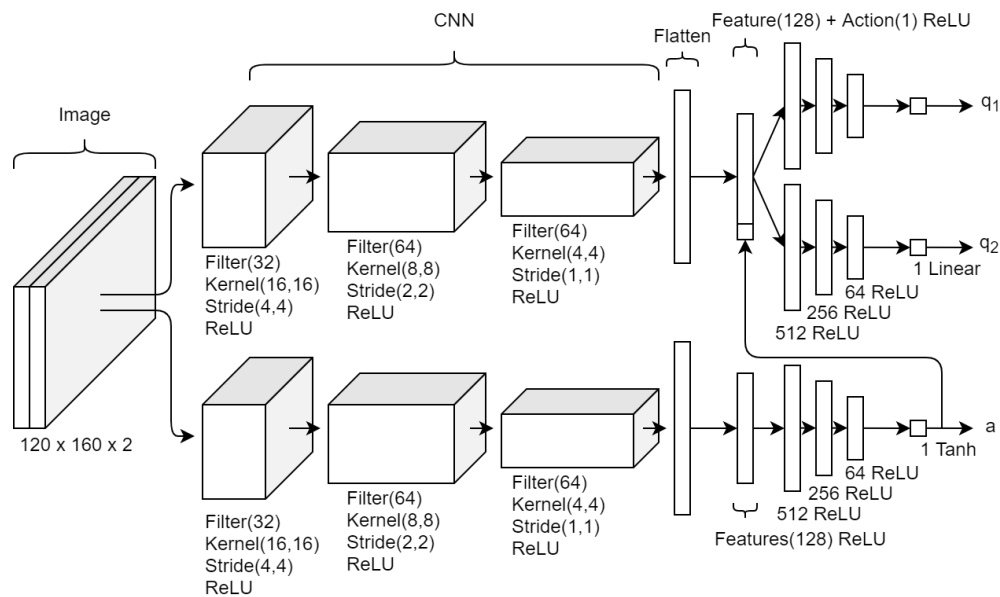 CNN
Feature(128) + Action(1) ReLU
Flatten
Image
q1
Filter(32)
Kernel(16,16)
Stride(4,4)
ReLU
Filter(64)
Kernel(8,8)
Stride(2,2)
ReLU
Filter(64)
Kernel(4,4)
Stride(1,1)
ReLU
q2
1 Linear
64 ReLU
256 ReLU
512 ReLU
120 x 160 x 2
Filter(32)
Kernel(16,16)
Stride(4,4)
ReLU
Filter(64)
Kernel(8,8)
Stride(2,2)
ReLU
Filter(64)
Kernel(4,4)
Stride(1,1)
ReLU
a
1 Tanh
64 ReLU
256 ReLU
512 ReLU
Features(128) ReLU